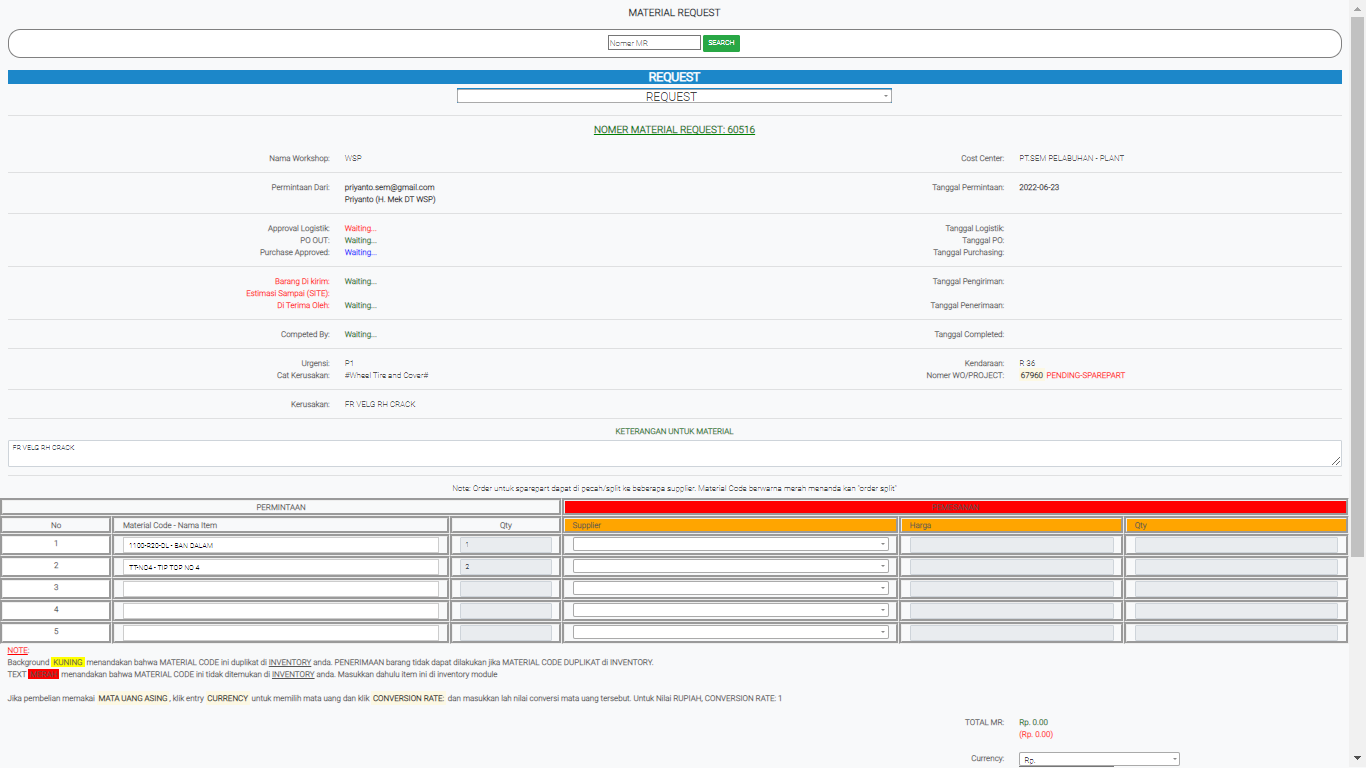 MATERIAL REQUEST
Nomer MR SEARCH
REQUEST
REQUEST
NOMER MATERIAL REQUEST: 60516
Nama Workshop: WSP Cost Center: PT.SEM PELABUHAN - PLANT
Permintaan Dari: priyanto.sem@gmail.com Tanggal Permintaan: 2022-06-23
Priyanto (H. Mek DT WSP)
Approval Logistik: Waiting... Tanggal Logistik:
PO OUT: Waiting... Tanggal PO:
Purchase Approved: Waiting... Tanggal Purchasing:
Barang Di kirim: Waiting... Tanggal Pengiriman:
Estimasi Sampai (SITE):
Di Terima Oleh: Waiting... Tanggal Penerimaan:
Competed By: Waiting... Tanggal Completed:
Urgensi: P1 Kendaraan: R 36
Cat Kerusakan: #Wheel Tire and Cover# Nomer WO/PROJECT: 67960 PENDING-SPAREPART
Kerusakan: FR VELG RH CRACK
KETERANGAN UNTUK MATERIAL
FR VELG RH CRACK
Note: Order untuk sparepart dapat di pecah/split ke beberapa supplier. Material Code berwarna merah menanda kan "order split"
PERMINTAAN
No Material Code - Nama Item Qty Supplier Harga Qty
1 1100-R20-DL - BAN DALAM 1
2 TT-NO4 - TIP TOP NO 4 2
3
4
5
NOTE:
Background KUNING menandakan bahwa MATERIAL CODE ini duplikat di INVENTORY anda. PENERIMAAN barang tidak dapat dilakukan jika MATERIAL CODE DUPLIKAT di INVENTORY.
TEXT MERAH menandakan bahwa MATERIAL CODE ini tidak ditemukan di INVENTORY anda. Masukkan dahulu item ini di inventory module
Jika pembelian memakai MATA UANG ASING , klik entry CURRENCY untuk memilih mata uang dan klik CONVERSION RATE: dan masukkan lah nilai conversi mata uang tersebut. Untuk Nilai RUPIAH, CONVERSION RATE: 1
TOTAL MR: Rp. 0.00
(Rp. 0.00)
Currency: Rp.